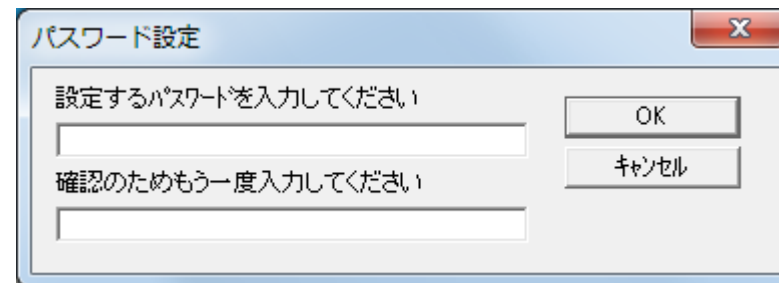 パスワード設定
設定するﾊﾟｽﾜｰﾄﾞを入力してください
OK
確認のためもう一度入力してください
ｷｬﾝｾﾙ